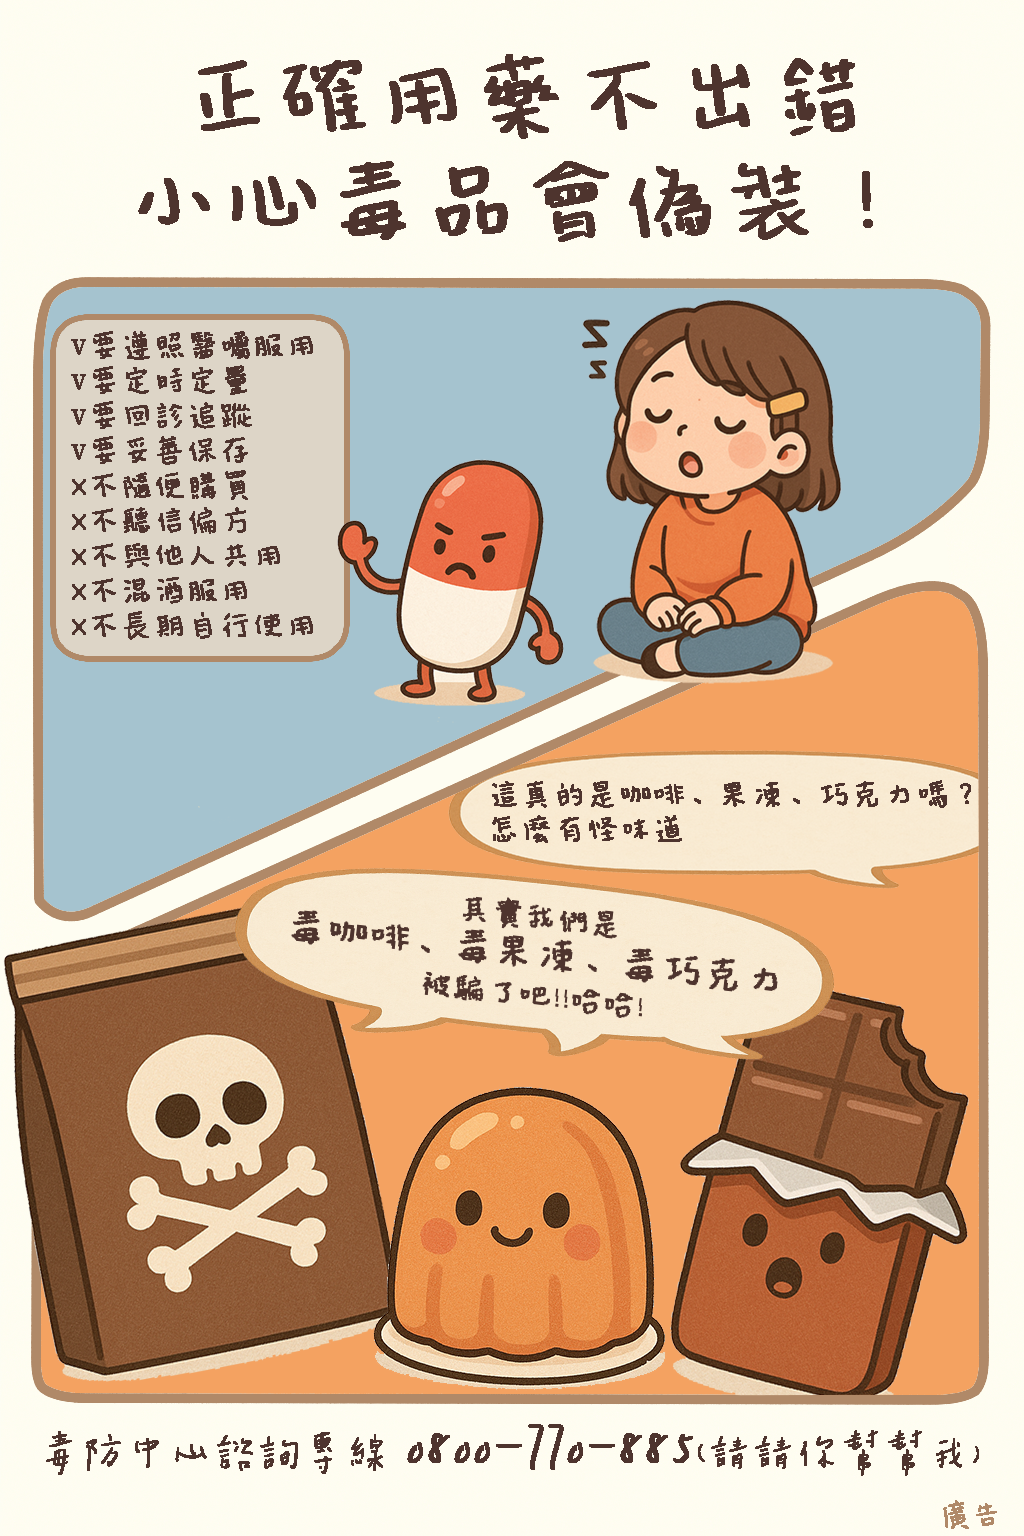 正確用藥不出錯
小心毒品會偽裝！
v要遵照醫囑服用
v要定時定量
v要回診追蹤
v要妥善保存
×不隨便購買
×不聽信偏方
×不與他人共用
×不混酒服用
×不長期自行使用
z
z
這真的是咖啡、果凍、巧克力嗎？
怎麼有怪味道
其實我們是
毒咖啡、毒果凍、毒巧克力
被騙了吧!!哈哈!
毒防中心諮詢專線 0800-770-885(請請你幫幫我)
廣告